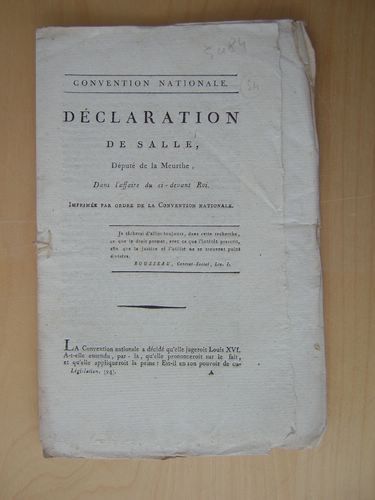 5484
CONVENTION NATIONALE.
DÉCLARATION
DE SALLE,
Député de la Meurthe,
Dans l'affaire du ci-devant Roi.
IMPRIMÉE PAR ORDRE DE LA CONVENTION NATIONALE.
Je tâcherai d'allier toujours, dans cette recherche,
ce que le droit permet, avec ce que l'intérêt prescrit,
afin que la justice et l'utilité ne se trouvent point
divisées.
ROUSSEAU, Contrat-Social, Liv. I.
LA Convention nationale a décidé qu'elle jugeroit Louis XVI.
A-t-elle entendu, par-là, qu'elle prononceroit sur le fait,
et qu'elle appliqueroit la peine? Est-il en son pouvoir de cu-
Législation. (94).
A